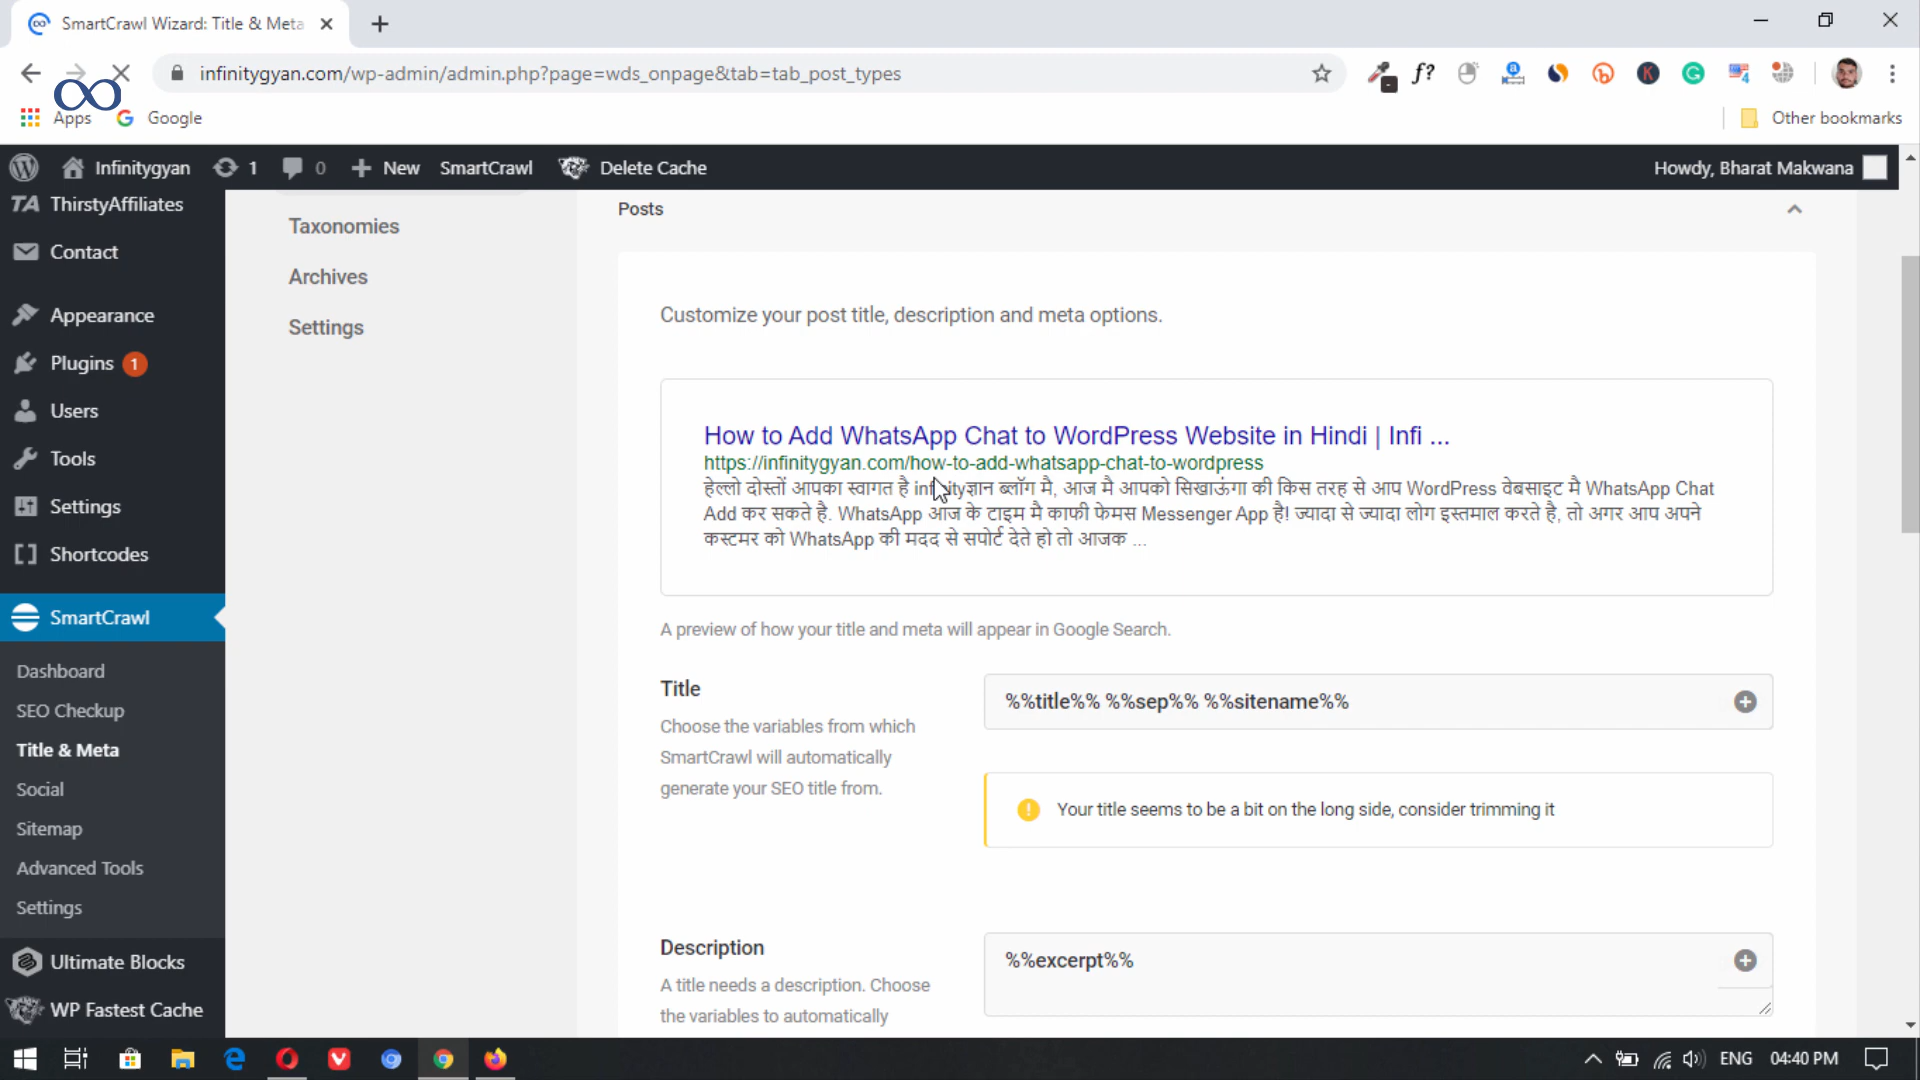 SmartCrawl Wizard: Title & Meta
infinitygyan.com/wp-admin/admin.php?page=wds_onpage&tab=tab_post_types
Apps
Google
Other bookmarks
Infinitygyan
1
0
New
SmartCrawl
Delete Cache
Howdy, Bharat Makwana
TA ThirstyAffiliates
Contact
Appearance
Plugins 1
Users
Tools
Settings
Shortcodes
SmartCrawl
Dashboard
SEO Checkup
Title & Meta
Social
Sitemap
Advanced Tools
Settings
Ultimate Blocks
WP Fastest Cache
Taxonomies
Archives
Settings
Posts
Customize your post title, description and meta options.
How to Add WhatsApp Chat to WordPress Website in Hindi | Infi ...
https://infinitygyan.com/how-to-add-whatsapp-chat-to-wordpress
हेल्लो दोस्तों आपका स्वागत है infinityज्ञान ब्लॉग मै, आज मै आपको सिखाऊंगा की किस तरह से आप WordPress वेबसाइट मै WhatsApp Chat
Add कर सकते है. WhatsApp आज के टाइम मै काफी फेमस Messenger App है! ज्यादा से ज्यादा लोग इस्तमाल करते है, तो अगर आप अपने
कस्टमर को WhatsApp की मदद से सपोर्ट देते हो तो आजक ...
A preview of how your title and meta will appear in Google Search.
Title
Choose the variables from which
SmartCrawl will automatically
generate your SEO title from.
%%title%% %%sep%% %%sitename%%
Your title seems to be a bit on the long side, consider trimming it
Description
A title needs a description. Choose
the variables to automatically
%%excerpt%%
ENG
04:40 PM